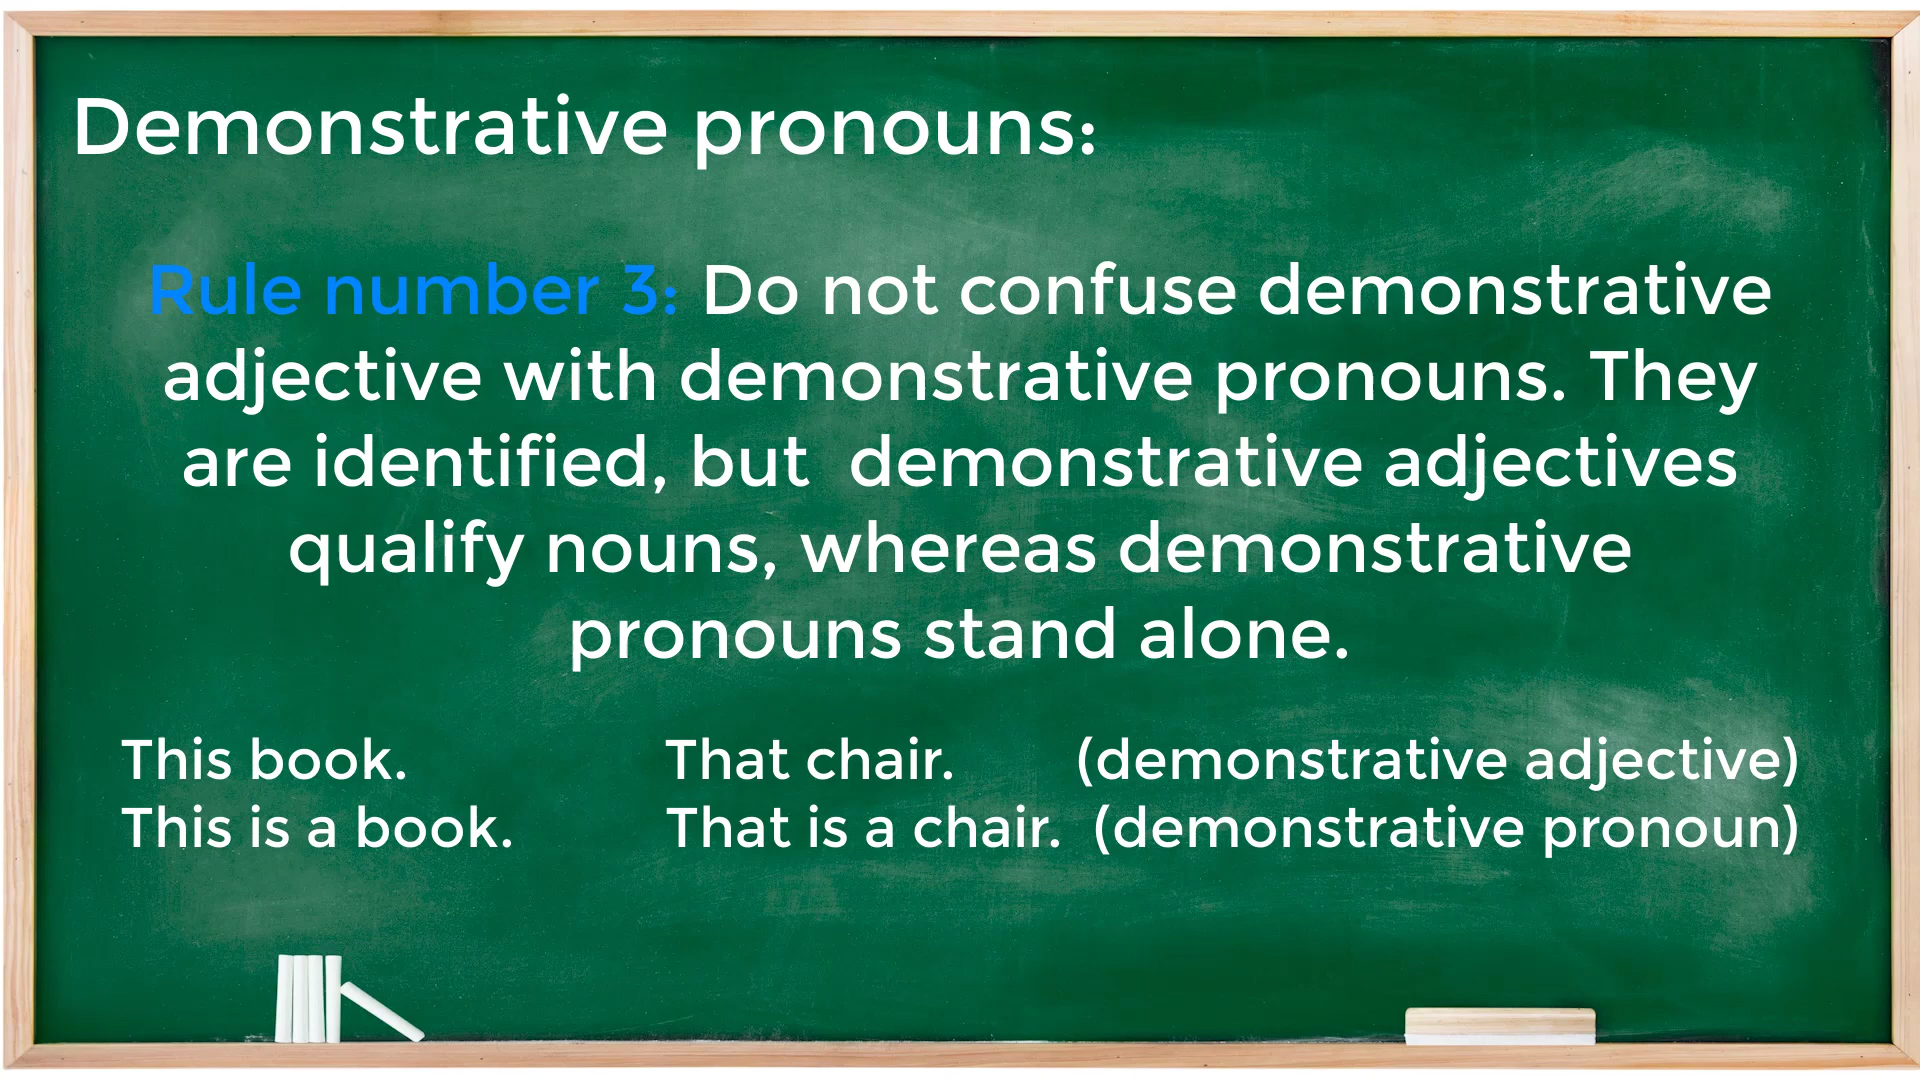 Demonstrative pronouns:
Rule number 3: Do not confuse demonstrative
adjective with demonstrative pronouns. They
are identified, but  demonstrative adjectives
qualify nouns, whereas demonstrative
pronouns stand alone.
This book. That chair. (demonstrative adjective)
This is a book. That is a chair. (demonstrative pronoun)